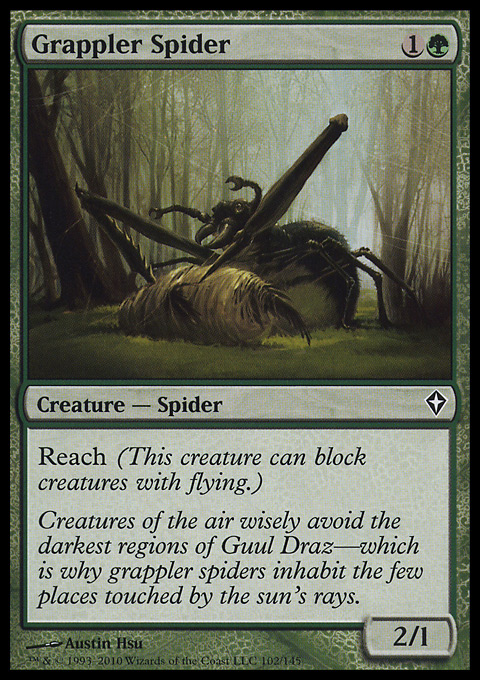 Grappler Spider 1
Creature — Spider
Reach (This creature can block
creatures with flying.)
Creatures of the air wisely avoid the
darkest regions of Guul Draz—which
is why grappler spiders inhabit the few
places touched by the sun's rays.
Austin Hsu
2/1
™ & © 1993–2010 Wizards of the Coast LLC 102/145